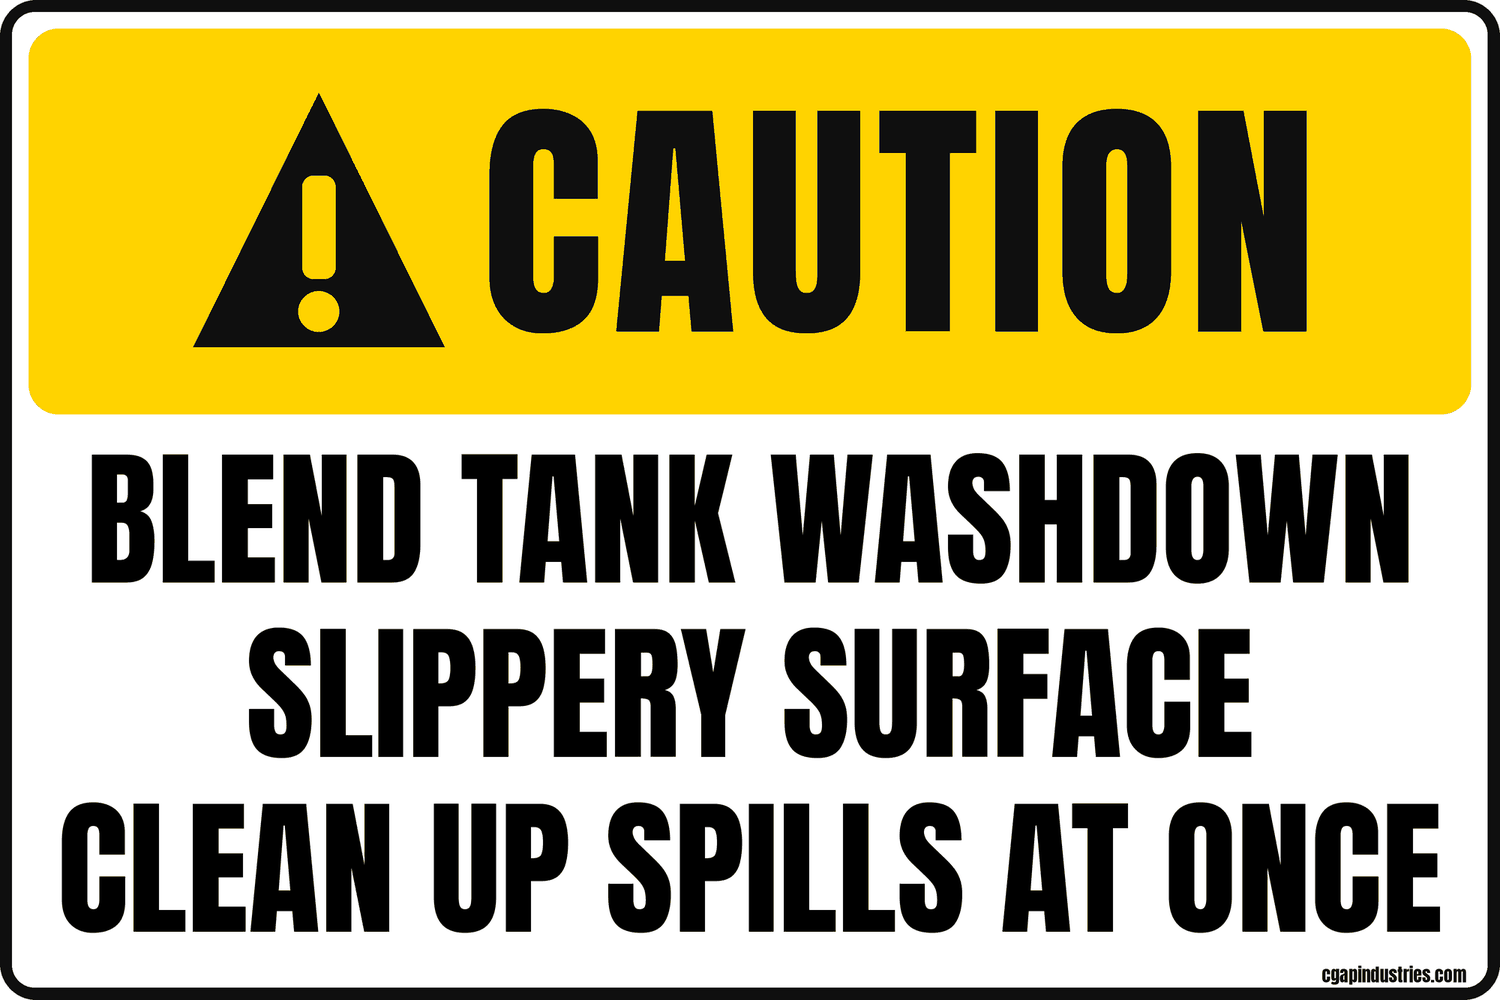 CAUTION
BLEND TANK WASHDOWN
SLIPPERY SURFACE
CLEAN UP SPILLS AT ONCE
cgapindustries.com